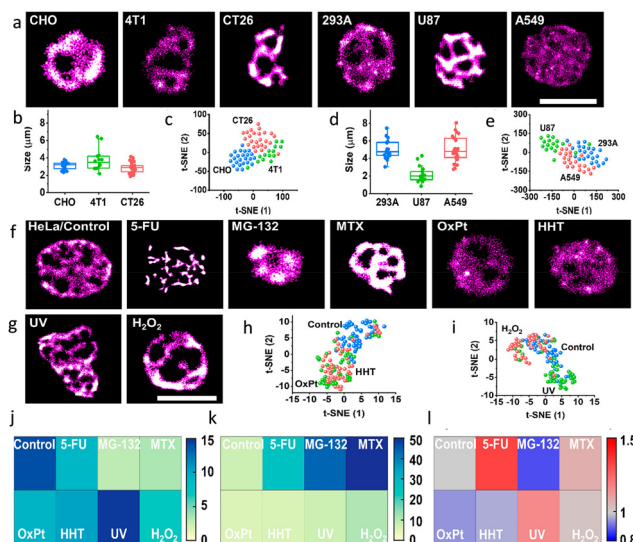 a CHO 4T1 CT26 293A U87 A549
b c d e
Size (μm) 8 6 4 2 0 CHO 4T1 CT26
t-SNE (2) 100 50 0 -50 -100 CT26 CHO 4T1 -100 0 100 t-SNE (1)
Size (μm) 8 6 4 2 0 293A U87 A549
t-SNE (2) 300 150 0 -150 -300 U87 293A A549 -300 -150 0 150 300 t-SNE (1)
f HeLa/Control 5-FU MG-132 MTX OxPt HHT
g UV H₂O₂
h t-SNE (2) 10 5 0 -5 -10 Control HHT OxPt -15 -10 -5 0 5 10 15 t-SNE (1)
i t-SNE (2) 10 5 0 -5 -10 H₂O₂ Control UV -15 -10 -5 0 5 10 15 t-SNE (1)
j k l
Control 5-FU MG-132 MTX 15 10 5 0
OxPt HHT UV H₂O₂
Control 5-FU MG-132 MTX 50 40 30 20 10 0
OxPt HHT UV H₂O₂
Control 5-FU MG-132 MTX 1.5 1
OxPt HHT UV H₂O₂